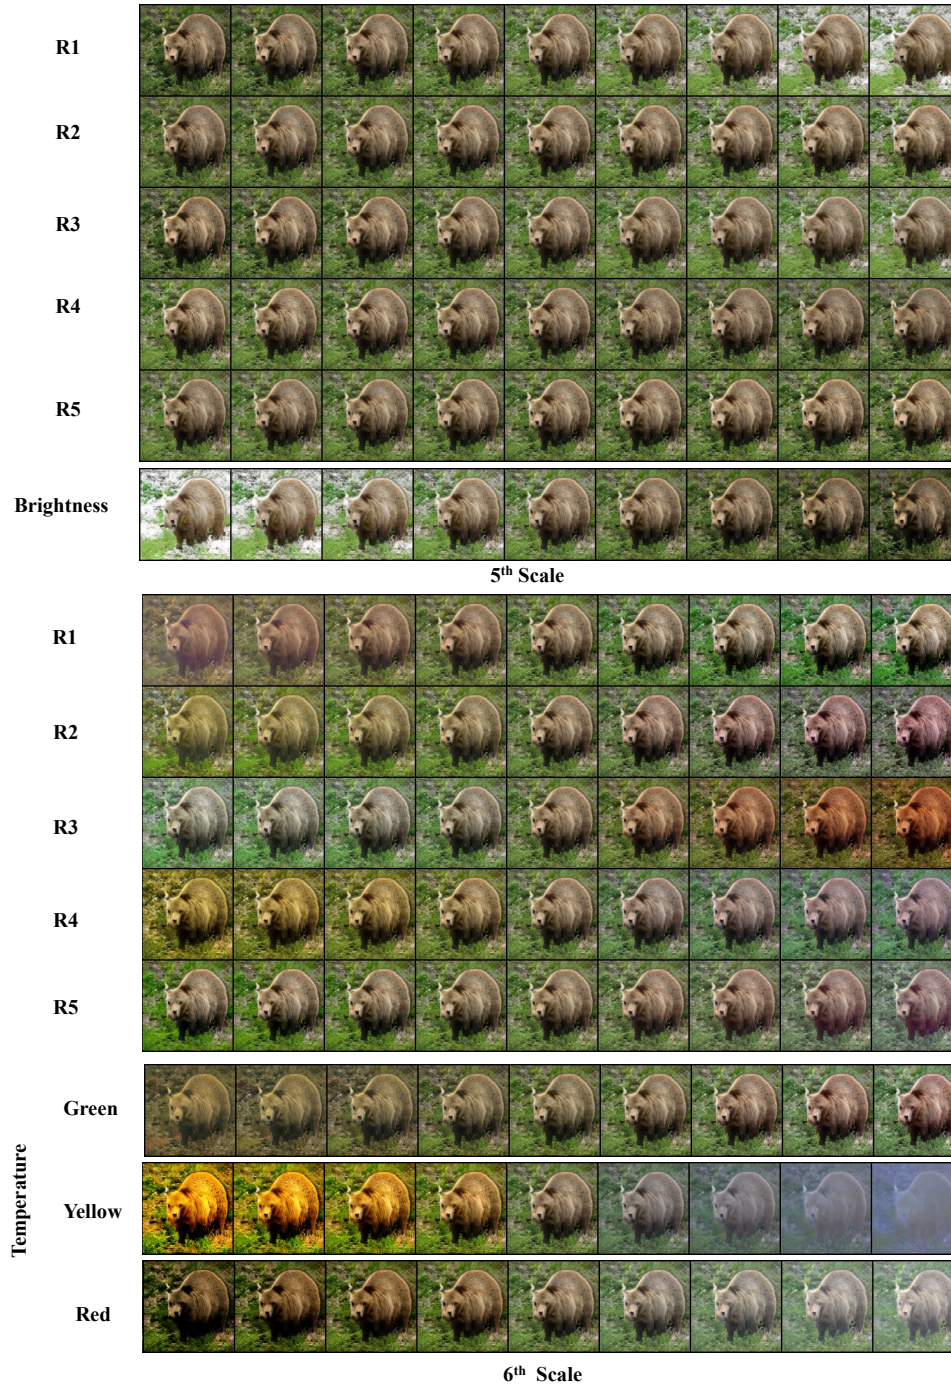 R1
R2
R3
R4
R5
Brightness
5th Scale
R1
R2
R3
R4
R5
Temperature
Green
Yellow
Red
6th Scale